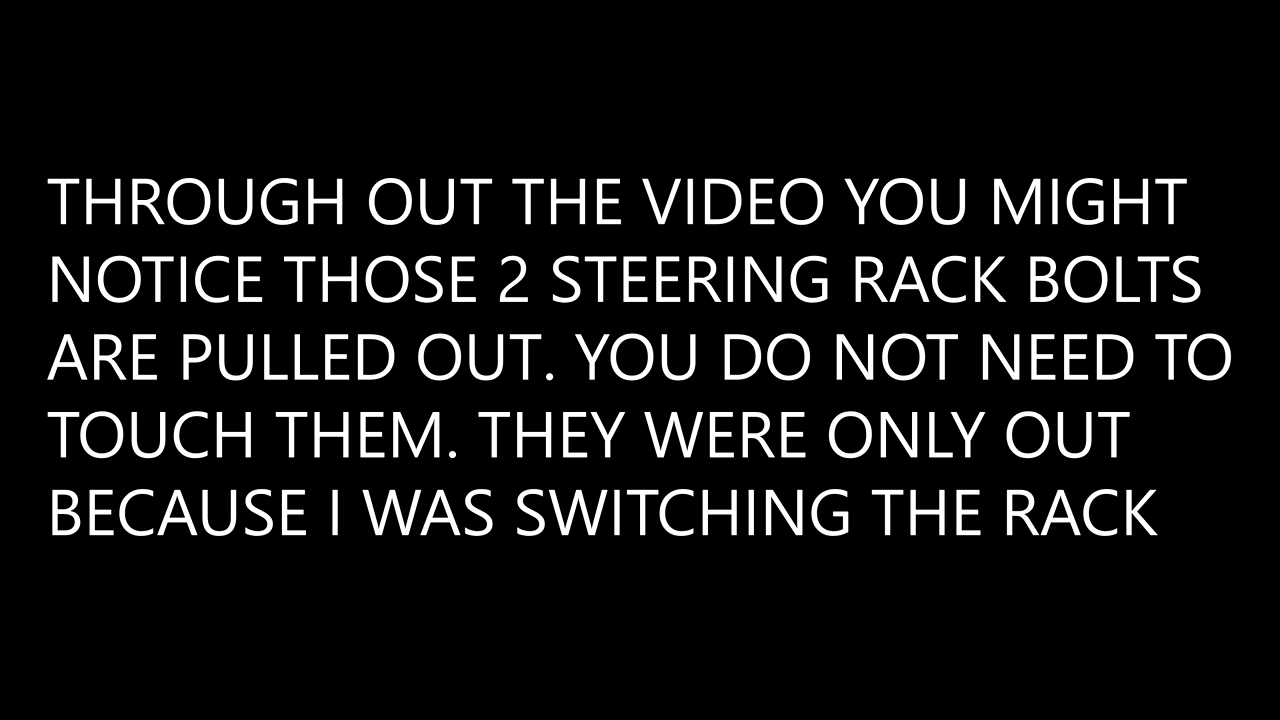 THROUGH OUT THE VIDEO YOU MIGHT
NOTICE THOSE 2 STEERING RACK BOLTS
ARE PULLED OUT. YOU DO NOT NEED TO
TOUCH THEM. THEY WERE ONLY OUT
BECAUSE I WAS SWITCHING THE RACK